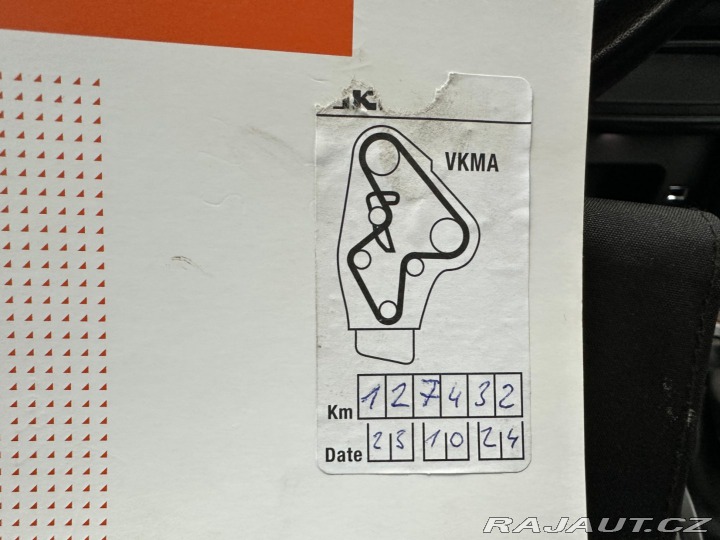 VKMA
Km 127432
Date 23 10 24
RAJAUT.CZ